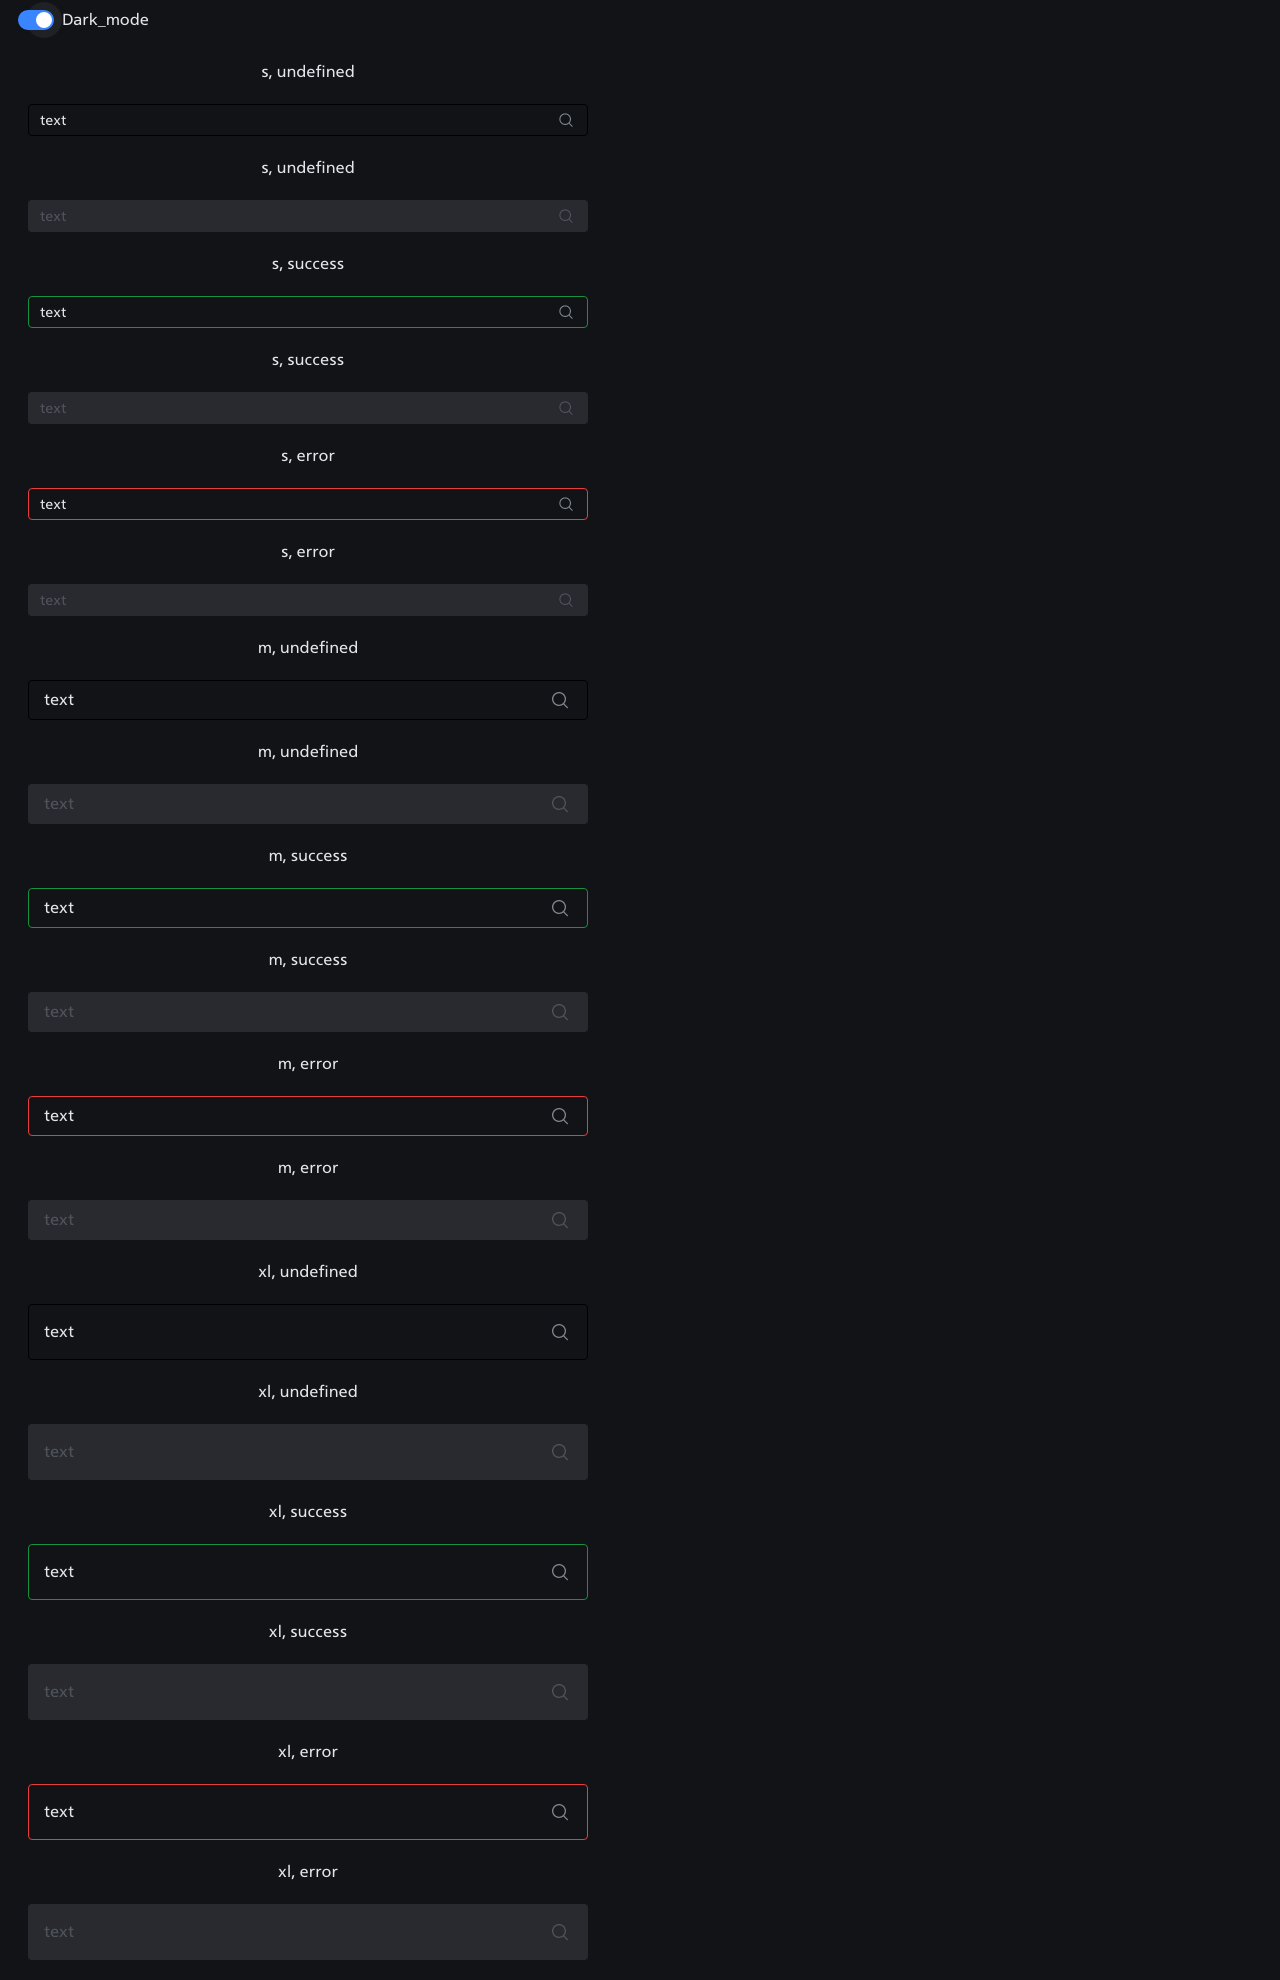 Dark_mode
s, undefined
text
s, undefined
text
s, success
text
s, success
text
s, error
text
s, error
text
m, undefined
text
m, undefined
text
m, success
text
m, success
text
m, error
text
m, error
text
xl, undefined
text
xl, undefined
text
xl, success
text
xl, success
text
xl, error
text
xl, error
text